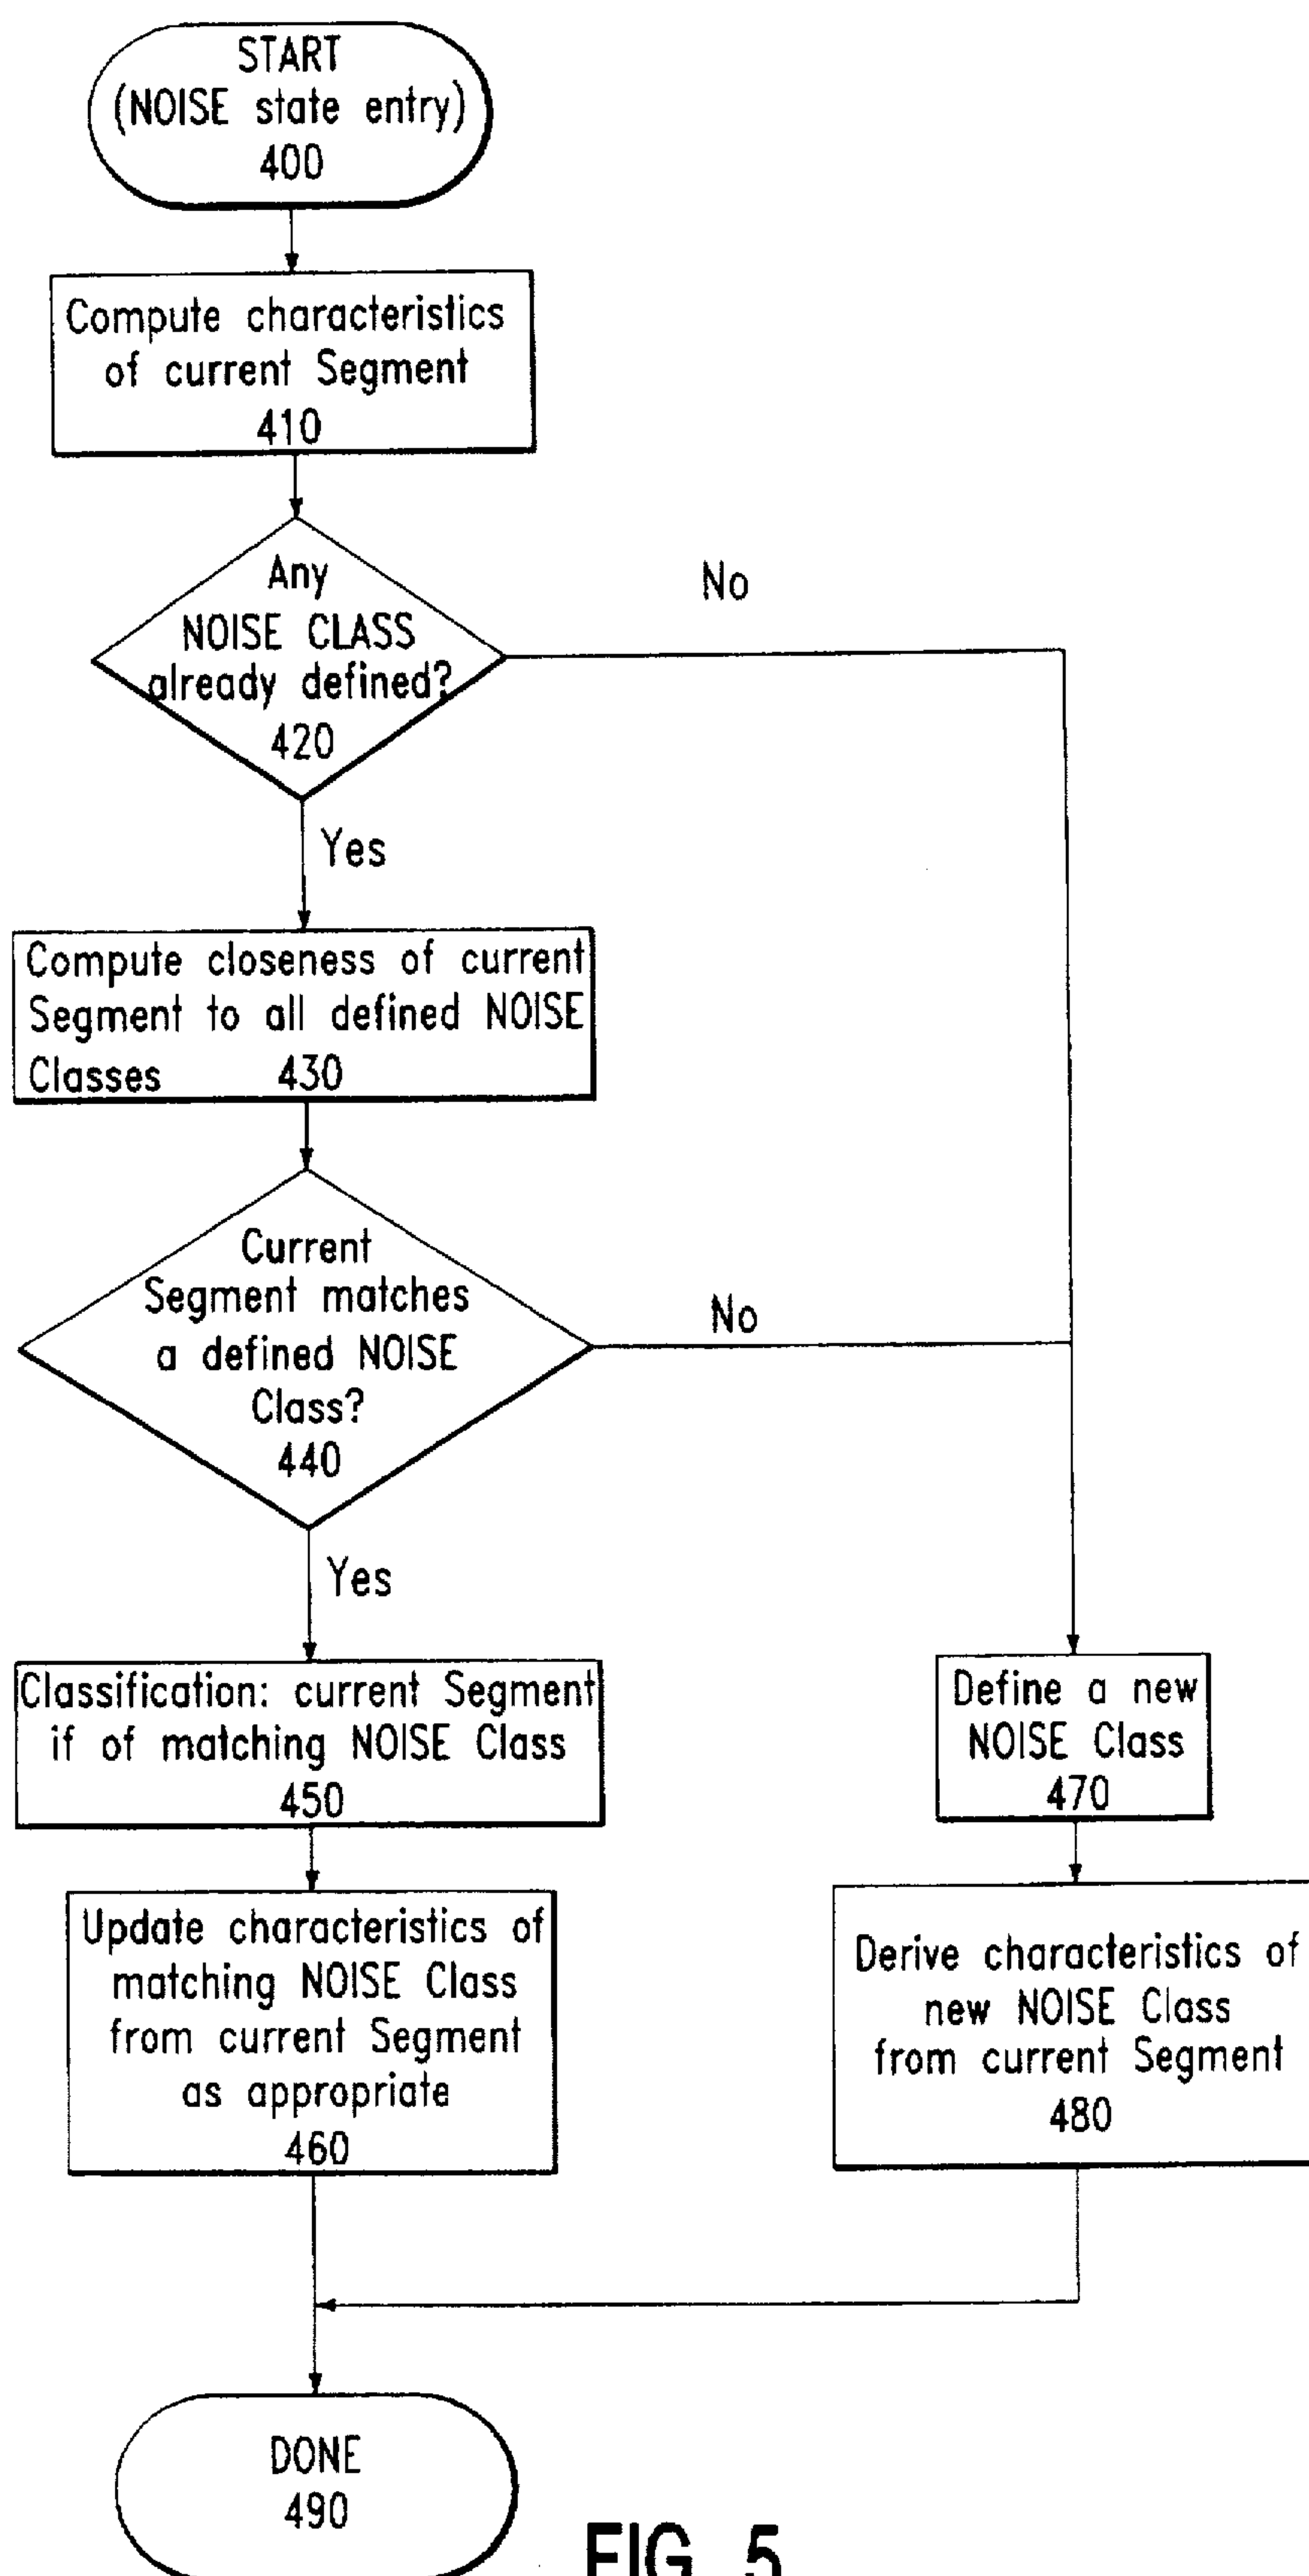 START
(NOISE state entry)
400
Compute characteristics
of current Segment
410
Any
NOISE CLASS
already defined?
420
No
Yes
Compute closeness of current
Segment to all defined NOISE
Classes 430
Current
Segment matches
a defined NOISE
Class?
440
No
Yes
Classification: current Segment
if of matching NOISE Class
450
Define a new
NOISE Class
470
Update characteristics of
matching NOISE Class
from current Segment
as appropriate
460
Derive characteristics of
new NOISE Class
from current Segment
480
DONE
490
FIG. 5